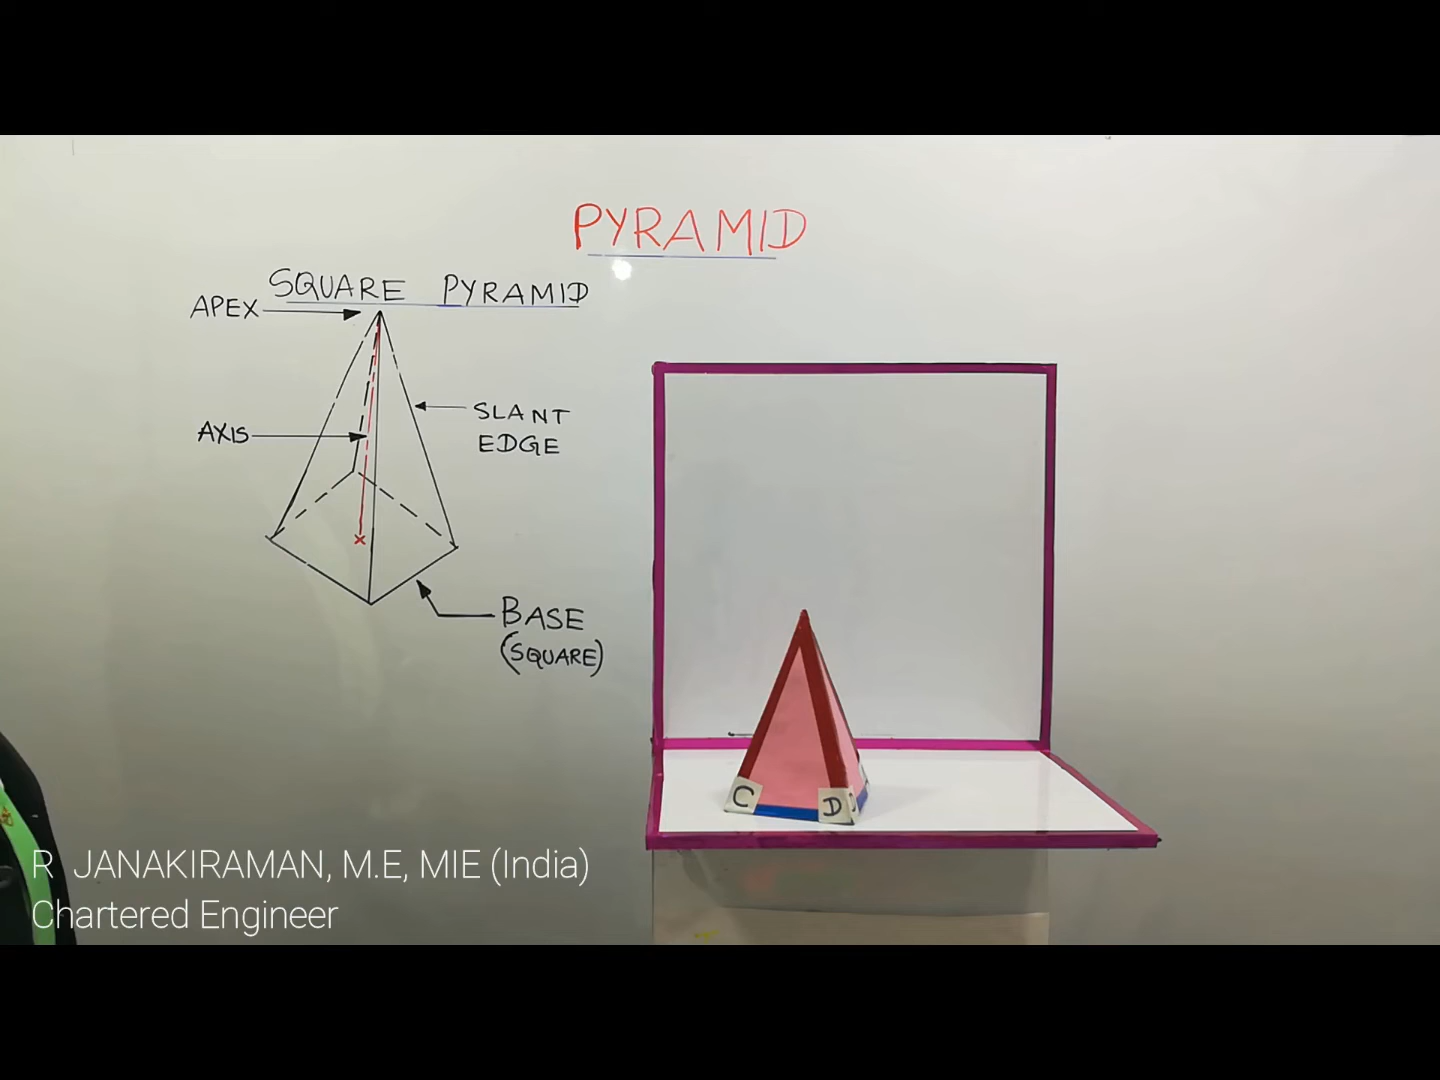 PYRAMID
SQUARE PYRAMID
APEX
SLANT
EDGE
AXIS
BASE
(SQUARE)
C
D
R JANAKIRAMAN, M.E, MIE (India)
Chartered Engineer